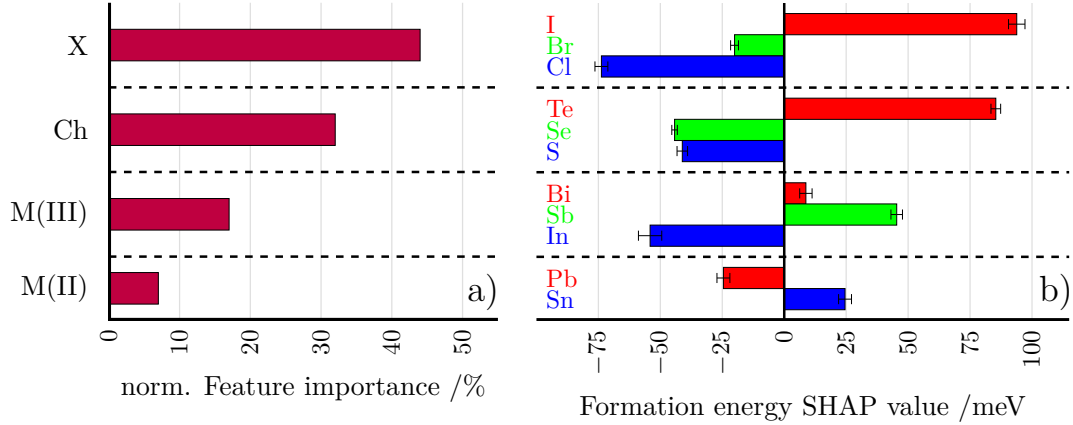 X
Ch
M(III)
M(II)
a)
0
10
20
30
40
50
norm. Feature importance /%
I
Br
Cl
Te
Se
S
Bi
Sb
In
Pb
Sn
b)
−75
−50
−25
0
25
50
75
100
Formation energy SHAP value /meV